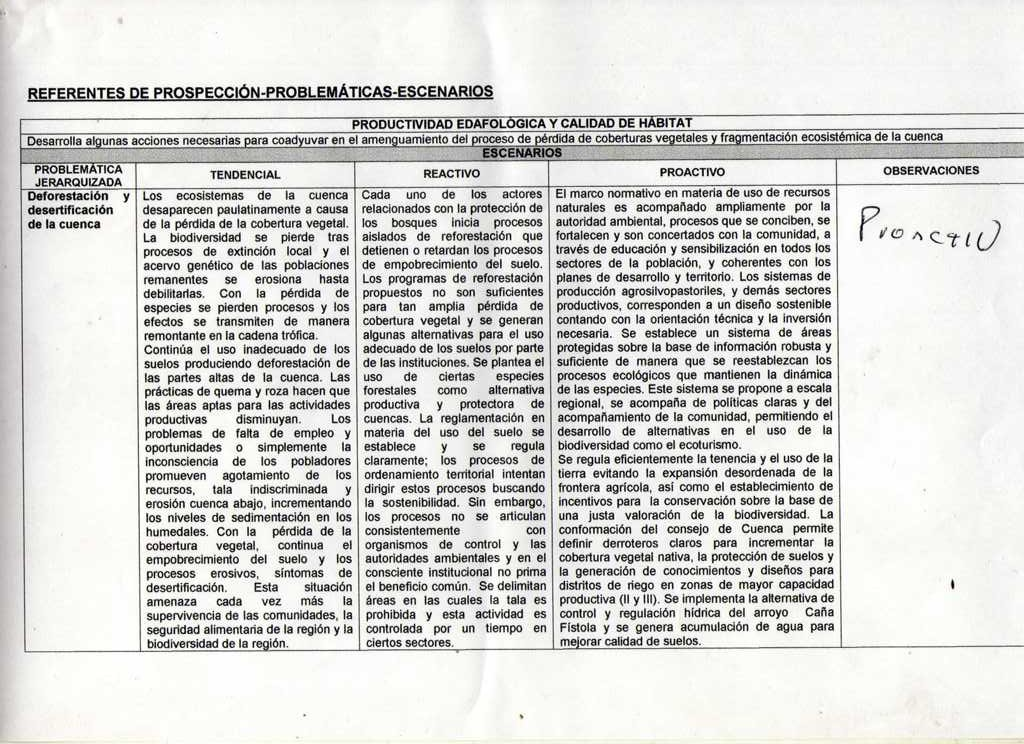 REFERENTES DE PROSPECCIÓN-PROBLEMÁTICAS-ESCENARIOS
PRODUCTIVIDAD EDAFOLÓGICA Y CALIDAD DE HÁBITAT
Desarrolla algunas acciones necesarias para coadyuvar en el amenguamiento del proceso de pérdida de coberturas vegetales y fragmentación ecosistémica de la cuenca
ESCENARIOS
PROBLEMÁTICA
JERARQUIZADA
TENDENCIAL
REACTIVO
PROACTIVO
OBSERVACIONES
Deforestación y
desertificación
de la cuenca
Los ecosistemas de la cuenca
desaparecen paulatinamente a causa
de la pérdida de la cobertura vegetal.
La biodiversidad se pierde tras
procesos de extinción local y el
acervo genético de las poblaciones
remanentes se erosiona hasta
debilitarlas. Con la pérdida de
especies se pierden procesos y los
efectos se transmiten de manera
remontante en la cadena trófica.
Continúa el uso inadecuado de los
suelos produciendo deforestación de
las partes altas de la cuenca. Las
prácticas de quema y roza hacen que
las áreas aptas para las actividades
productivas disminuyan. Los
problemas de falta de empleo y
oportunidades o simplemente la
inconsciencia de los pobladores
promueven agotamiento de los
recursos, tala indiscriminada y
erosión cuenca abajo, incrementando
los niveles de sedimentación en los
humedales. Con la pérdida de la
cobertura vegetal, continua el
empobrecimiento del suelo y los
procesos erosivos, síntomas de
desertificación. Esta situación
amenaza cada vez más la
supervivencia de las comunidades, la
seguridad alimentaria de la región y la
biodiversidad de la región.
Cada uno de los actores
relacionados con la protección de
los bosques inicia procesos
aislados de reforestación que
detienen o retardan los procesos
de empobrecimiento del suelo.
Los programas de reforestación
propuestos no son suficientes
para tan amplia pérdida de
cobertura vegetal y se generan
algunas alternativas para el uso
adecuado de los suelos por parte
de las instituciones. Se plantea el
uso de ciertas especies
forestales como alternativa
productiva y protectora de
cuencas. La reglamentación en
materia del uso del suelo se
establece y se regula
claramente; los procesos de
ordenamiento territorial intentan
dirigir estos procesos buscando
la sostenibilidad. Sin embargo,
los procesos no se articulan
consistentemente con
organismos de control y las
autoridades ambientales y en el
consciente institucional no prima
el beneficio común. Se delimitan
áreas en las cuales la tala es
prohibida y esta actividad es
controlada por un tiempo en
ciertos sectores.
El marco normativo en materia de uso de recursos
naturales es acompañado ampliamente por la
autoridad ambiental, procesos que se conciben, se
fortalecen y son concertados con la comunidad, a
través de educación y sensibilización en todos los
sectores de la población, y coherentes con los
planes de desarrollo y territorio. Los sistemas de
producción agrosilvopastoriles, y demás sectores
productivos, corresponden a un diseño sostenible
contando con la orientación técnica y la inversión
necesaria. Se establece un sistema de áreas
protegidas sobre la base de información robusta y
suficiente de manera que se reestablezcan los
procesos ecológicos que mantienen la dinámica
de las especies. Este sistema se propone a escala
regional, se acompaña de políticas claras y del
acompañamiento de la comunidad, permitiendo el
desarrollo de alternativas en el uso de la
biodiversidad como el ecoturismo.
Se regula eficientemente la tenencia y el uso de la
tierra evitando la expansión desordenada de la
frontera agrícola, así como el establecimiento de
incentivos para la conservación sobre la base de
una justa valoración de la biodiversidad. La
conformación del consejo de Cuenca permite
definir derroteros claros para incrementar la
cobertura vegetal nativa, la protección de suelos y
la generación de conocimientos y diseños para
distritos de riego en zonas de mayor capacidad
productiva (II y III). Se implementa la alternativa de
control y regulación hídrica del arroyo Caña
Fístola y se genera acumulación de agua para
mejorar calidad de suelos.